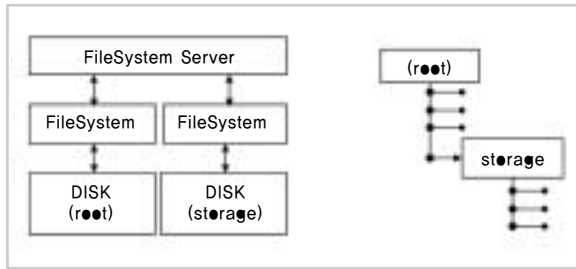 FileSystem Server
FileSystem
FileSystem
DISK
(root)
DISK
(storage)
(root)
storage